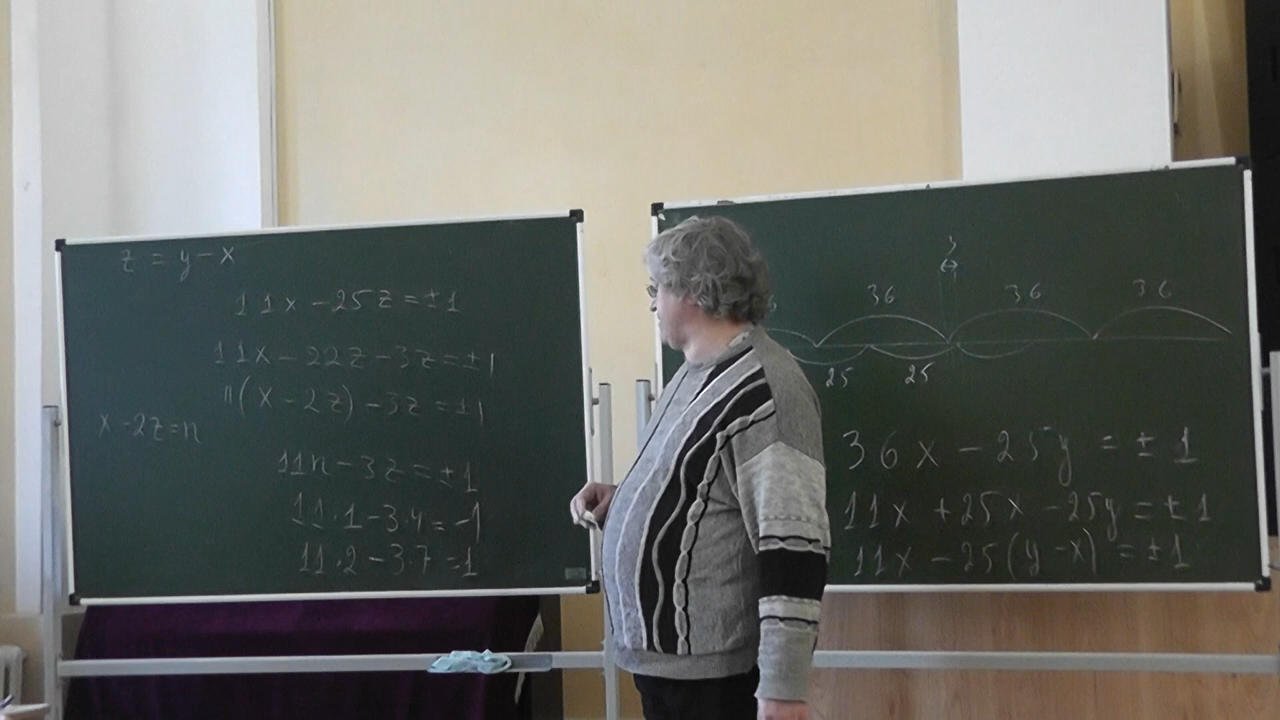 z = y - x
11x - 25z = ±1
11x - 22z - 3z = ±1
11(x - 2z) - 3z = ±1
x - 2z = n
11n - 3z = ±1
11·1 - 3·4 = -1
11·2 - 3·7 = 1
36 36 36
25 25
36x - 25y = ±1
11x + 25x - 25y = ±1
11x - 25(y - x) = ±1